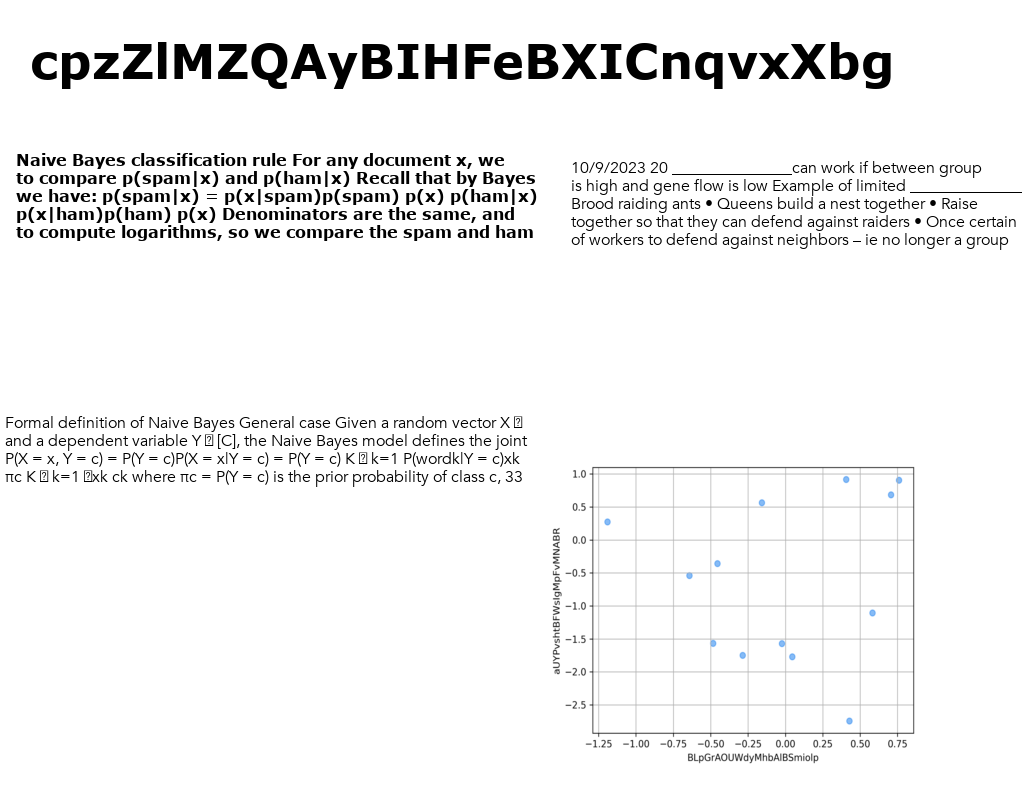 cpzZlMZQAyBIHFeBXICnqvxXbg
Naive Bayes classification rule For any document x, we
to compare p(spam|x) and p(ham|x) Recall that by Bayes
we have: p(spam|x) = p(x|spam)p(spam) p(x) p(ham|x)
p(x|ham)p(ham) p(x) Denominators are the same, and
to compute logarithms, so we compare the spam and ham
10/9/2023 20 _______________can work if between group
is high and gene flow is low Example of limited ______________
Brood raiding ants • Queens build a nest together • Raise
together so that they can defend against raiders • Once certain
of workers to defend against neighbors – ie no longer a group
Formal definition of Naive Bayes General case Given a random vector X
and a dependent variable Y [C], the Naive Bayes model defines the joint
P(X = x, Y = c) = P(Y = c)P(X = x|Y = c) = P(Y = c) K k=1 P(wordk|Y = c)xk
πc K k=1 xk ck where πc = P(Y = c) is the prior probability of class c, 33
1.0
0.5
0.0
−0.5
−1.0
−1.5
−2.0
−2.5
aUYPvshtBFWsIgMpFvMNABR
−1.25 −1.00 −0.75 −0.50 −0.25 0.00 0.25 0.50 0.75
BLpGrAOUWdyMhbAlBSmiolp